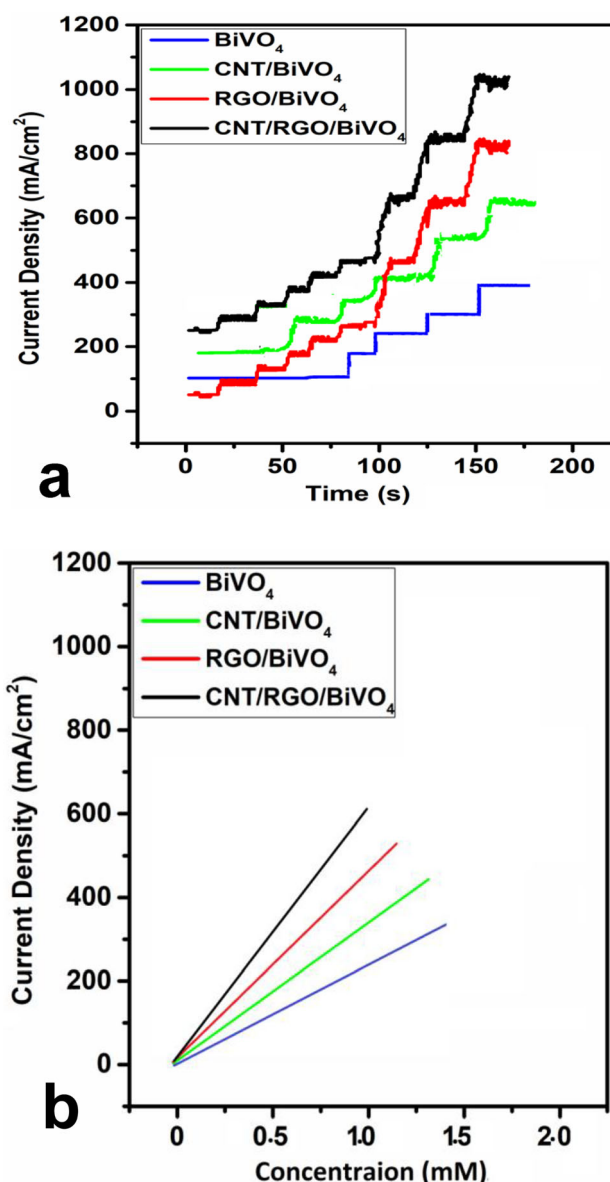 BiVO₄
CNT/BiVO₄
RGO/BiVO₄
CNT/RGO/BiVO₄
Current Density (mA/cm²)
1200
1000
800
600
400
200
0
0 50 100 150 200
Time (s)
a
BiVO₄
CNT/BiVO₄
RGO/BiVO₄
CNT/RGO/BiVO₄
Current Density (mA/cm²)
1200
1000
800
600
400
200
0
0 0.5 1.0 1.5 2.0
Concentraion (mM)
b